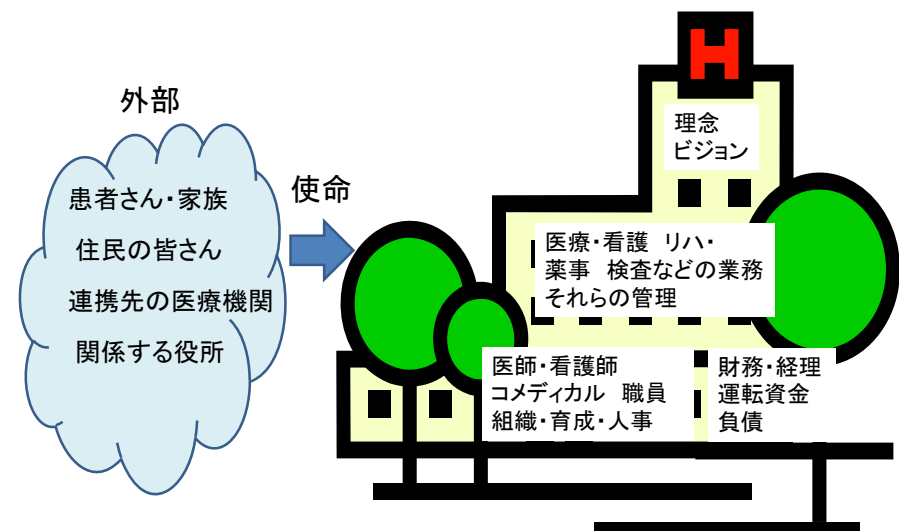 外部
患者さん・家族
住民の皆さん
連携先の医療機関
関係する役所
使命
H
理念
ビジョン
医療・看護 リハ・
薬事 検査などの業務
それらの管理
医師・看護師
コメディカル 職員
組織・育成・人事
財務・経理
運転資金
負債